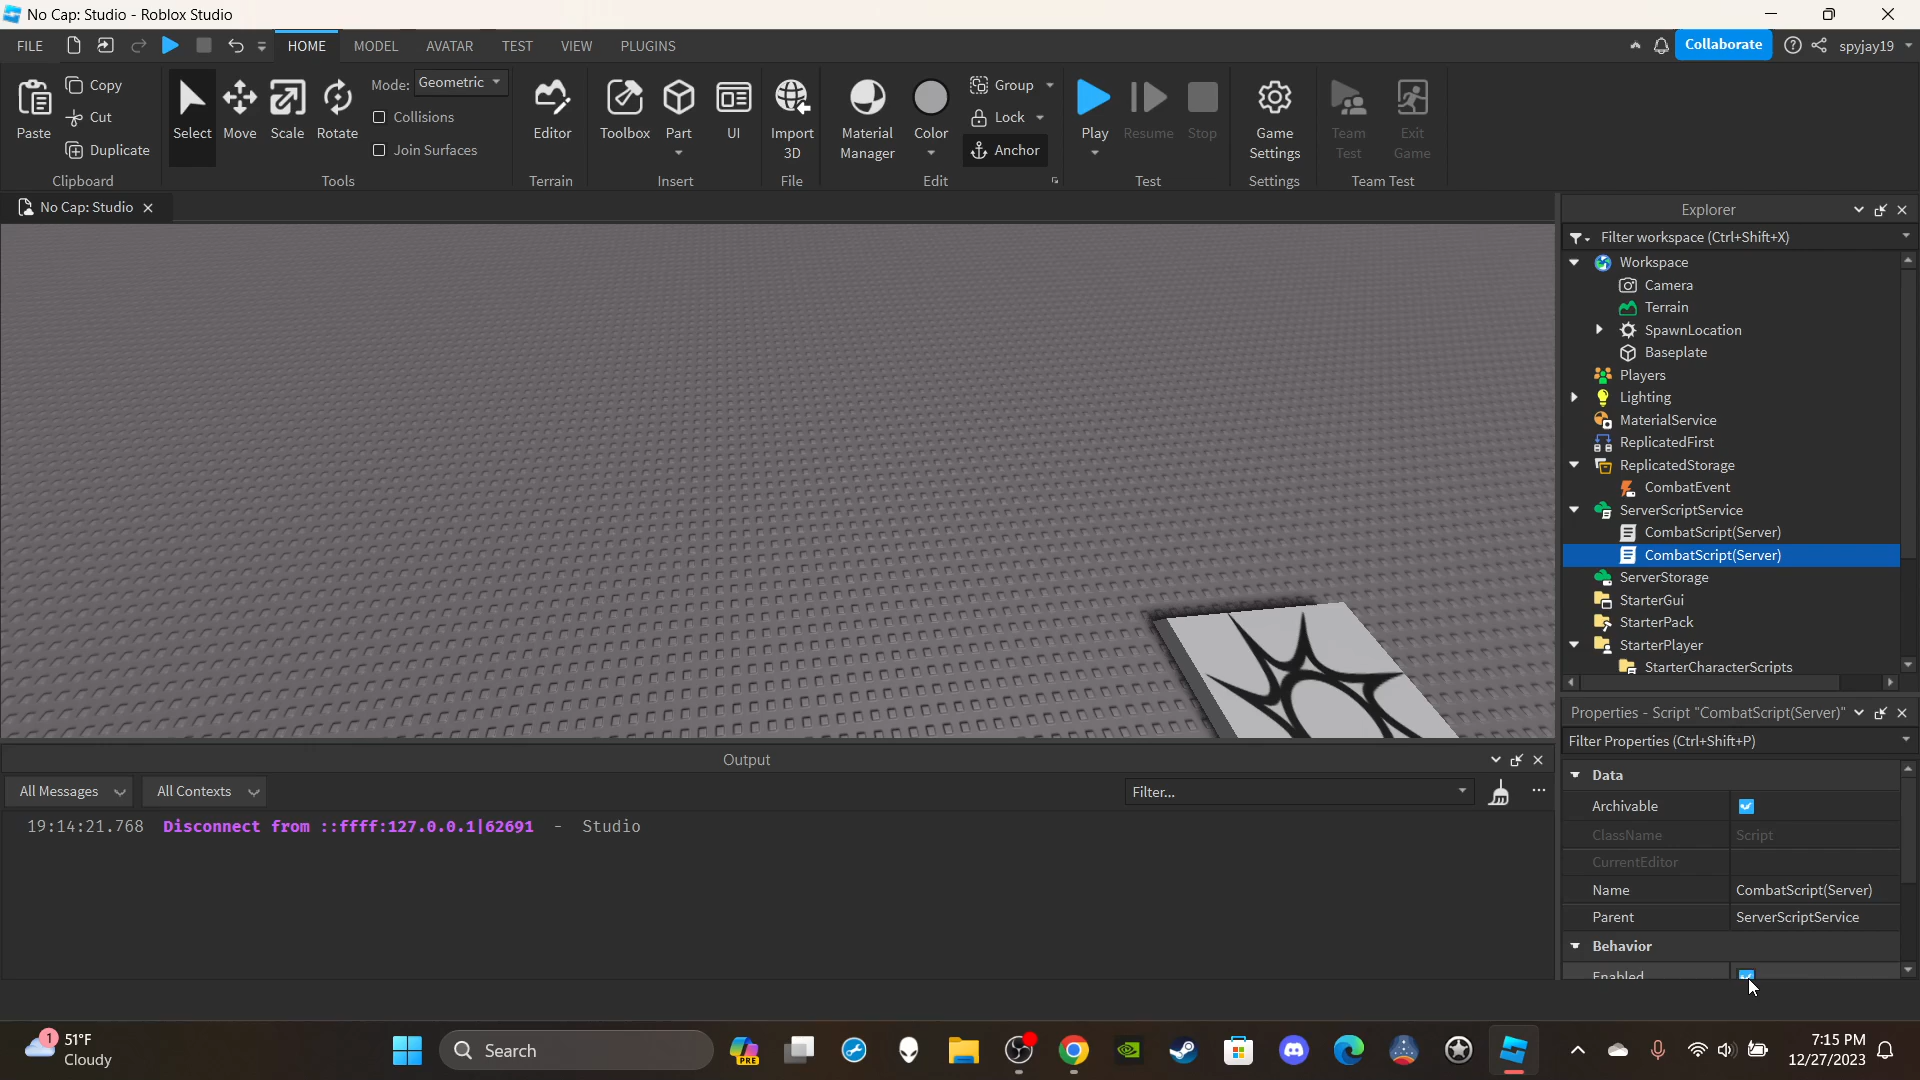 No Cap: Studio - Roblox Studio
FILE HOME MODEL AVATAR TEST VIEW PLUGINS Collaborate spyjay19
Paste Copy Cut Duplicate Clipboard
Select Move Scale Rotate Mode: Geometric Collisions Join Surfaces Tools
Editor Terrain
Toolbox Part UI Insert
Import 3D File
Material Manager Color Group Lock Anchor Edit
Play Resume Stop Test
Game Settings Settings
Team Test Exit Game Team Test
No Cap: Studio
Explorer
Filter workspace (Ctrl+Shift+X)
Workspace
Camera
Terrain
SpawnLocation
Baseplate
Players
Lighting
MaterialService
ReplicatedFirst
ReplicatedStorage
CombatEvent
ServerScriptService
CombatScript(Server)
CombatScript(Server)
ServerStorage
StarterGui
StarterPack
StarterPlayer
StarterCharacterScripts
Properties - Script "CombatScript(Server)"
Filter Properties (Ctrl+Shift+P)
Data
Archivable
ClassName Script
CurrentEditor
Name CombatScript(Server)
Parent ServerScriptService
Behavior
Enabled
Output
All Messages All Contexts Filter...
19:14:21.768 Disconnect from ::ffff:127.0.0.1|62691 - Studio
1 51°F
Cloudy
Search
PRE
7:15 PM
12/27/2023